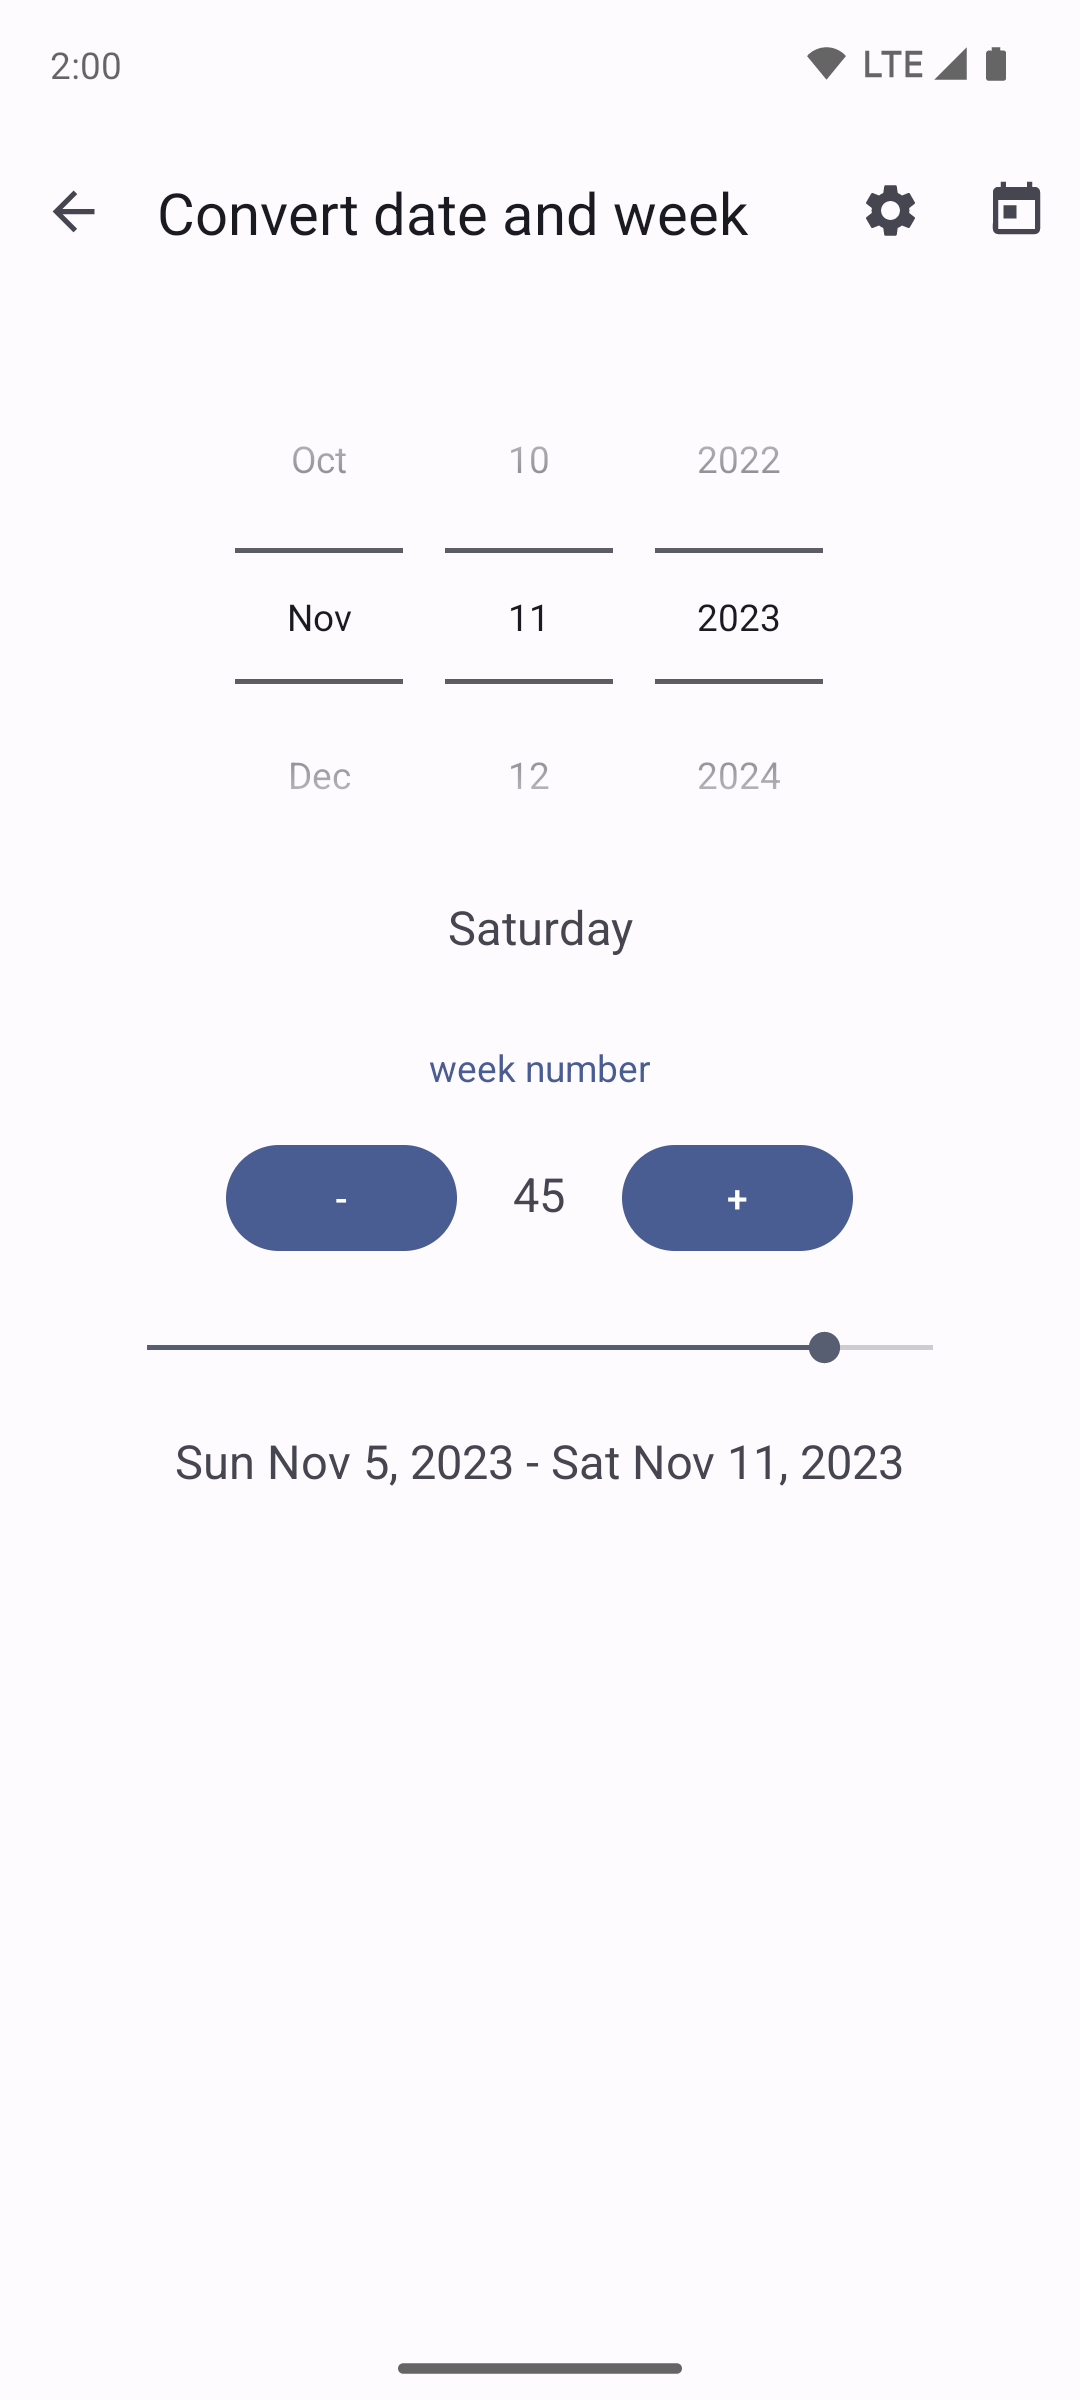 2:00 LTE
Convert date and week
Oct 10 2022
Nov 11 2023
Dec 12 2024
Saturday
week number
- 45 +
Sun Nov 5, 2023 - Sat Nov 11, 2023